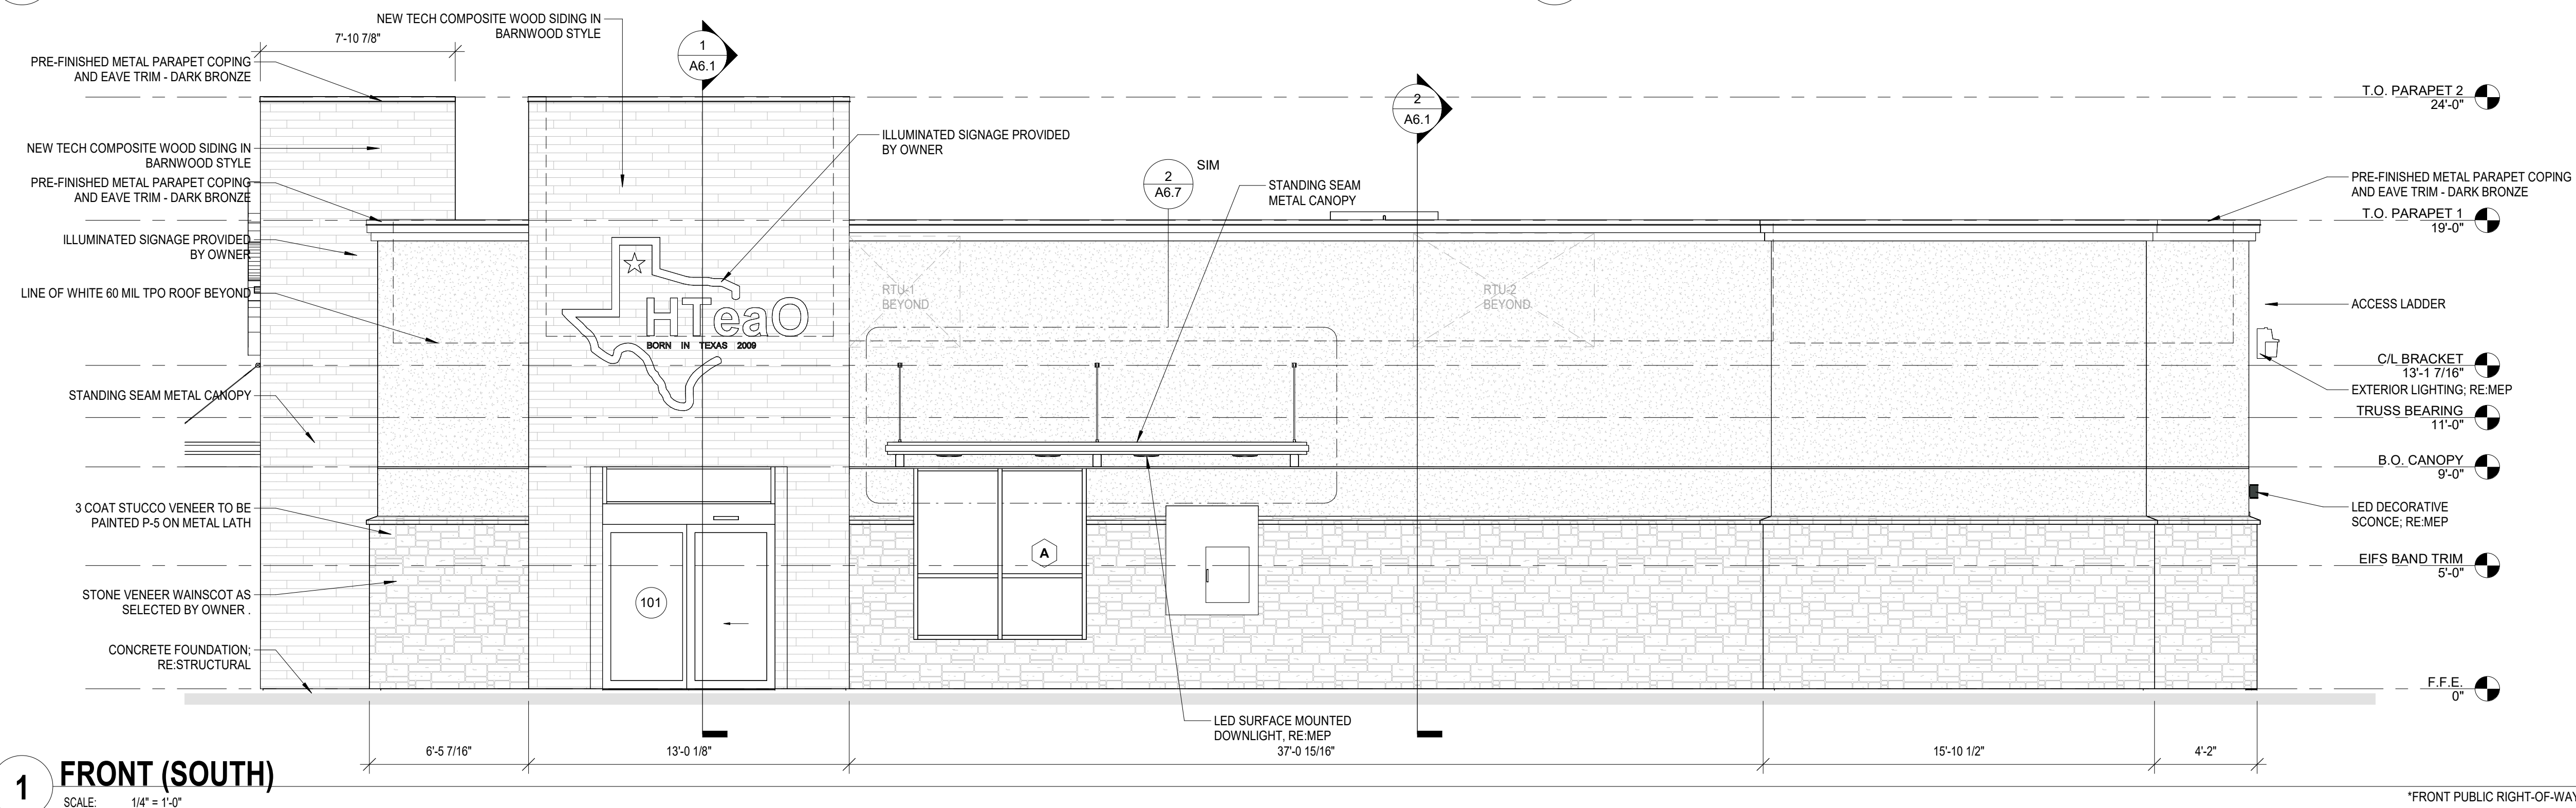 NEW TECH COMPOSITE WOOD SIDING IN
BARNWOOD STYLE
7'-10 7/8"
1
A6.1
PRE-FINISHED METAL PARAPET COPING
AND EAVE TRIM - DARK BRONZE
2
A6.1
T.O. PARAPET 2
24'-0"
ILLUMINATED SIGNAGE PROVIDED
BY OWNER
NEW TECH COMPOSITE WOOD SIDING IN
BARNWOOD STYLE
2
A6.7
SIM
STANDING SEAM
METAL CANOPY
PRE-FINISHED METAL PARAPET COPING
AND EAVE TRIM - DARK BRONZE
PRE-FINISHED METAL PARAPET COPING
AND EAVE TRIM - DARK BRONZE
T.O. PARAPET 1
19'-0"
ILLUMINATED SIGNAGE PROVIDED
BY OWNER
LINE OF WHITE 60 MIL TPO ROOF BEYOND
RTU-1
BEYOND
RTU-2
BEYOND
ACCESS LADDER
HTeaO
BORN IN TEXAS 2009
C/L BRACKET
13'-1 7/16"
EXTERIOR LIGHTING; RE:MEP
STANDING SEAM METAL CANOPY
TRUSS BEARING
11'-0"
B.O. CANOPY
9'-0"
3 COAT STUCCO VENEER TO BE
PAINTED P-5 ON METAL LATH
LED DECORATIVE
SCONCE; RE:MEP
A
EIFS BAND TRIM
5'-0"
STONE VENEER WAINSCOT AS
SELECTED BY OWNER .
101
CONCRETE FOUNDATION;
RE:STRUCTURAL
F.F.E.
0"
LED SURFACE MOUNTED
DOWNLIGHT, RE:MEP
6'-5 7/16"
13'-0 1/8"
37'-0 15/16"
15'-10 1/2"
4'-2"
1
FRONT (SOUTH)
SCALE: 1/4" = 1'-0"
*FRONT PUBLIC RIGHT-OF-WAY